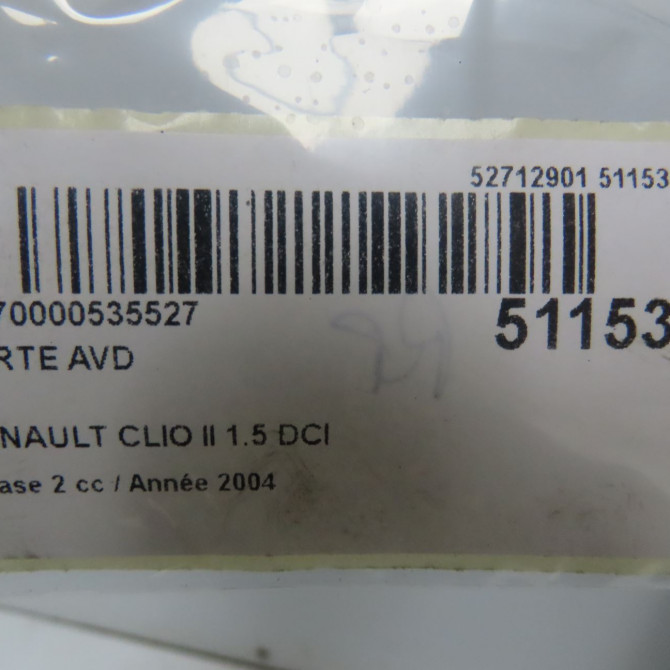 52712901 51153
70000535527
51153
RTE AVD
NAULT CLIO II 1.5 DCI
ase 2 cc / Année 2004